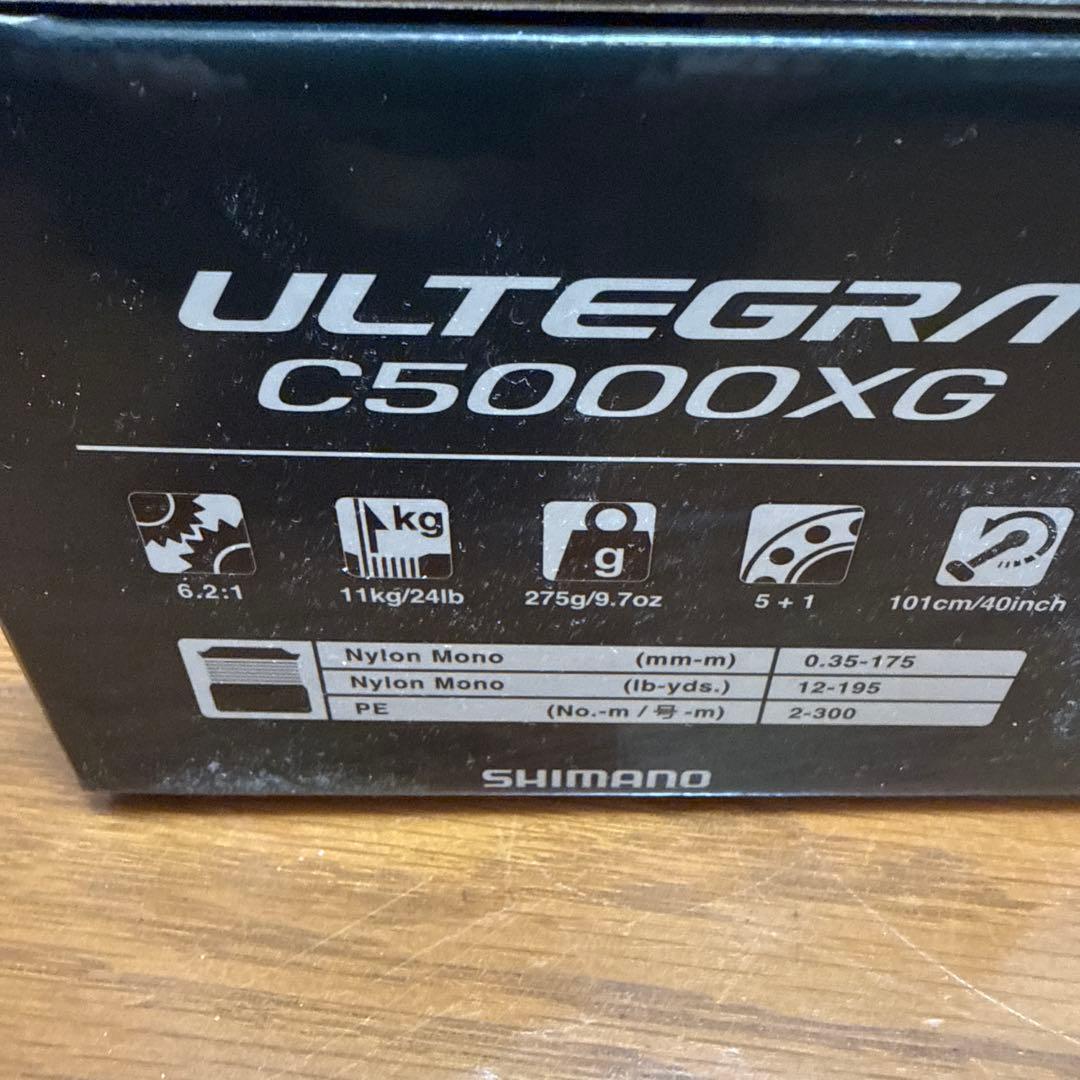 ULTEGRA
C5000XG
kg
g
6.2:1 11kg/24lb 275g/9.7oz 5 + 1 101cm/40inch
Nylon Mono (mm-m) 0.35-175
Nylon Mono (lb-yds.) 12-195
PE (No.-m / 号 -m) 2-300
SHIMANO